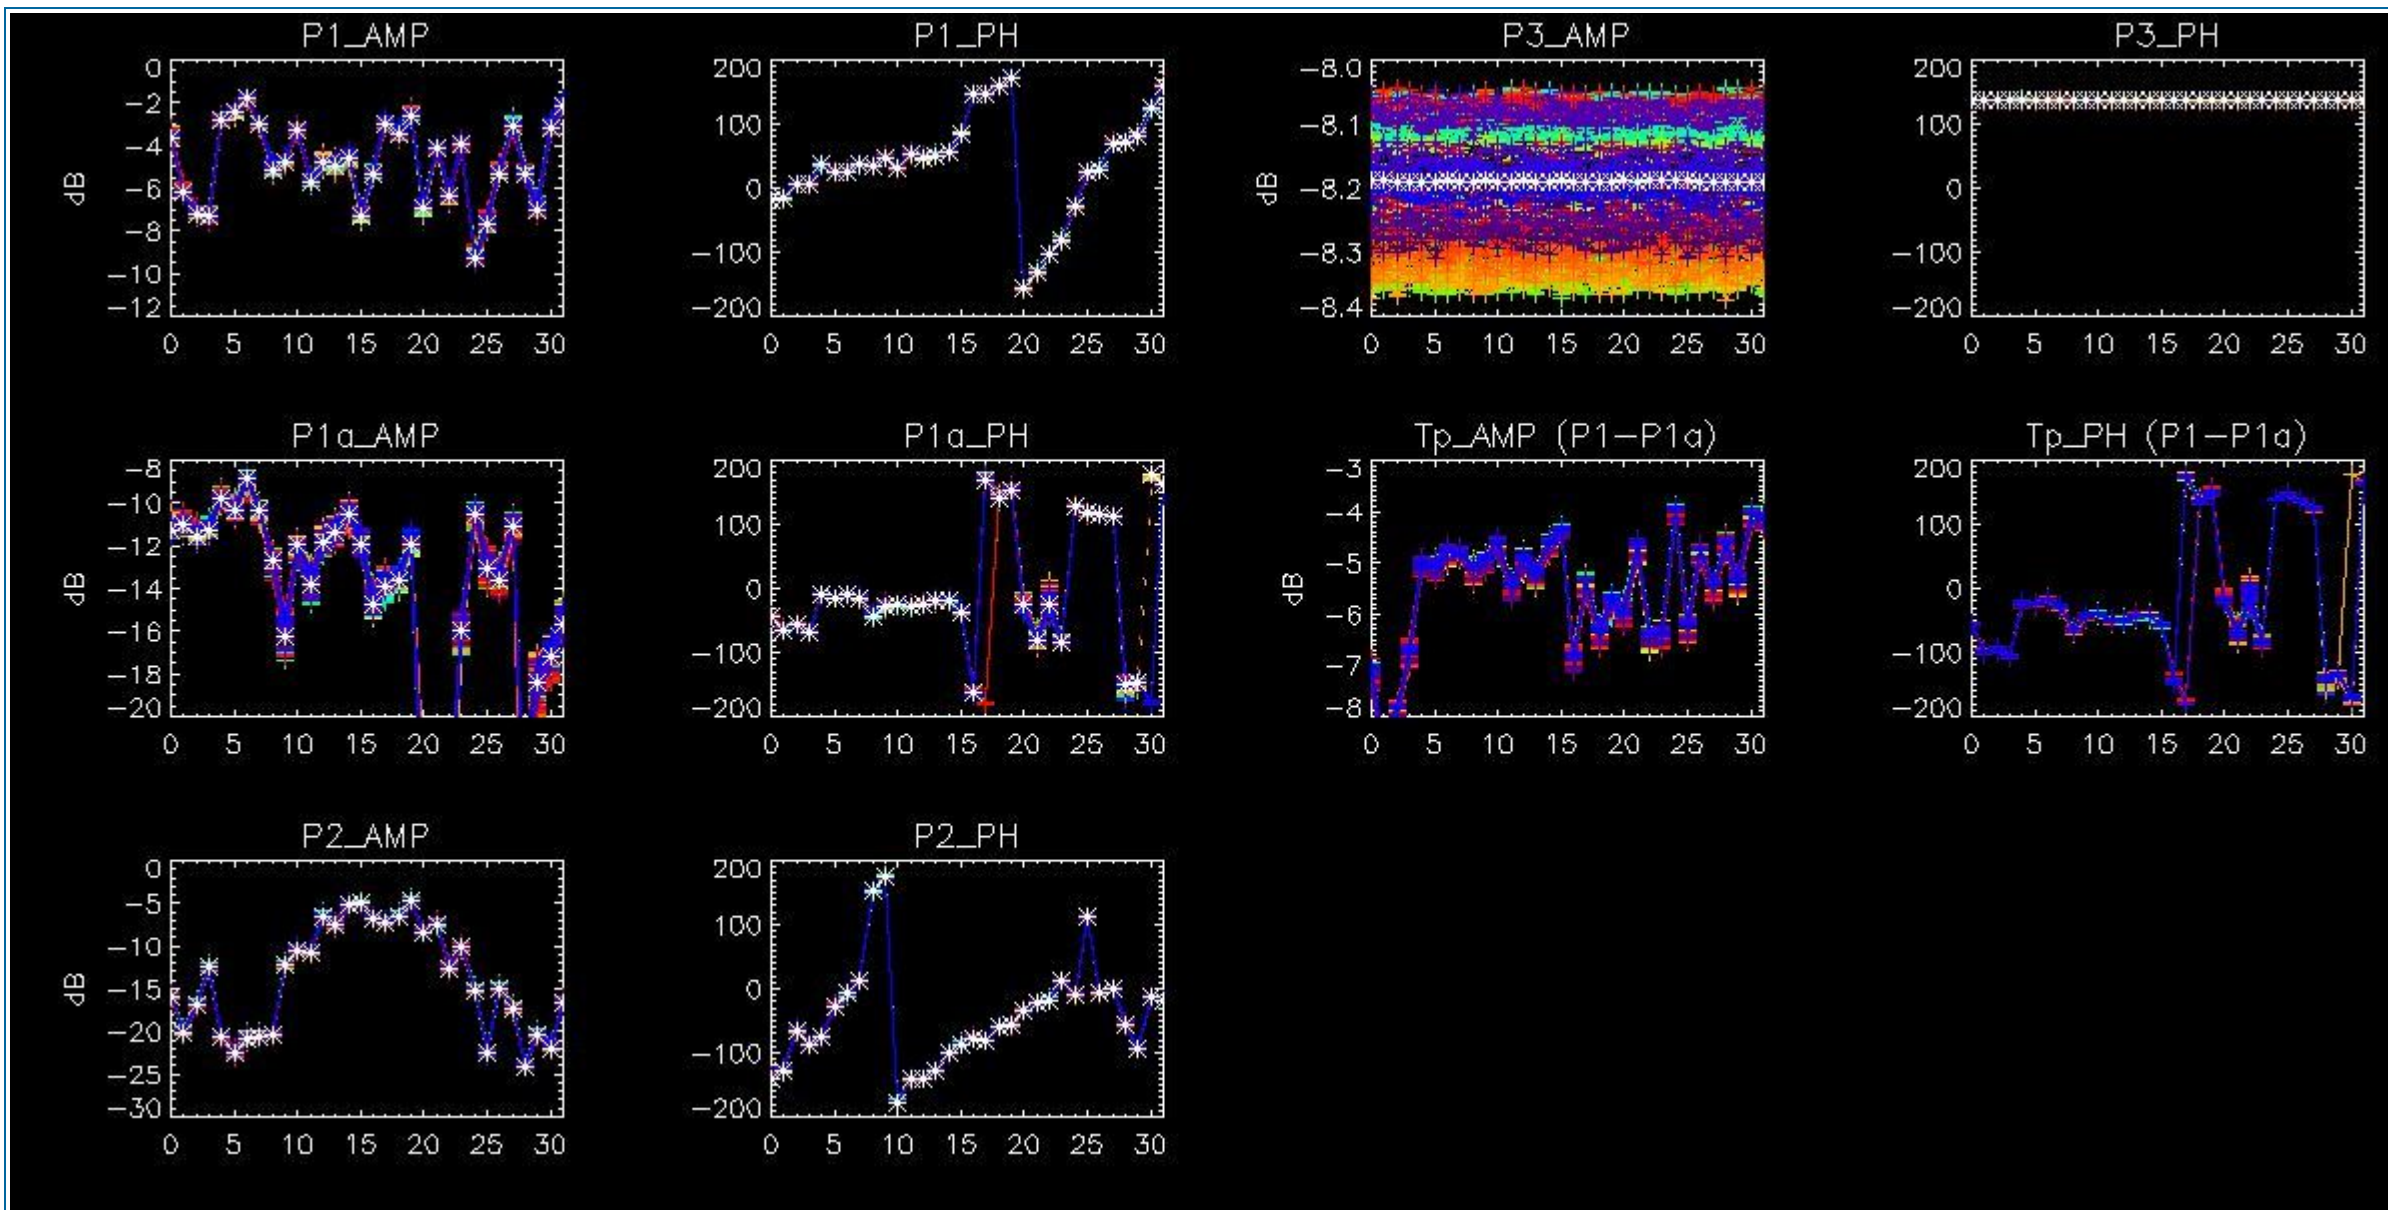 P1_AMP P1_PH P3_AMP P3_PH
0 200 -8.0 200
-2 100 -8.1 100
-4 0 -8.2 0
-6 -100 -8.3 -100
-8 -200 -8.4 -200
-10
-12
dB dB
0 5 10 15 20 25 30 0 5 10 15 20 25 30 0 5 10 15 20 25 30 0 5 10 15 20 25 30
P1a_AMP P1a_PH Tp_AMP (P1-P1a) Tp_PH (P1-P1a)
-8 200 -3 200
-10 100 -4 100
-12 0 -5 0
-14 -100 -6 -100
-16 -200 -7 -200
-18 -8
-20
dB dB
0 5 10 15 20 25 30 0 5 10 15 20 25 30 0 5 10 15 20 25 30 0 5 10 15 20 25 30
P2_AMP P2_PH
0 200
-5 100
-10 0
-15 -100
-20 -200
-25
-30
dB
0 5 10 15 20 25 30 0 5 10 15 20 25 30